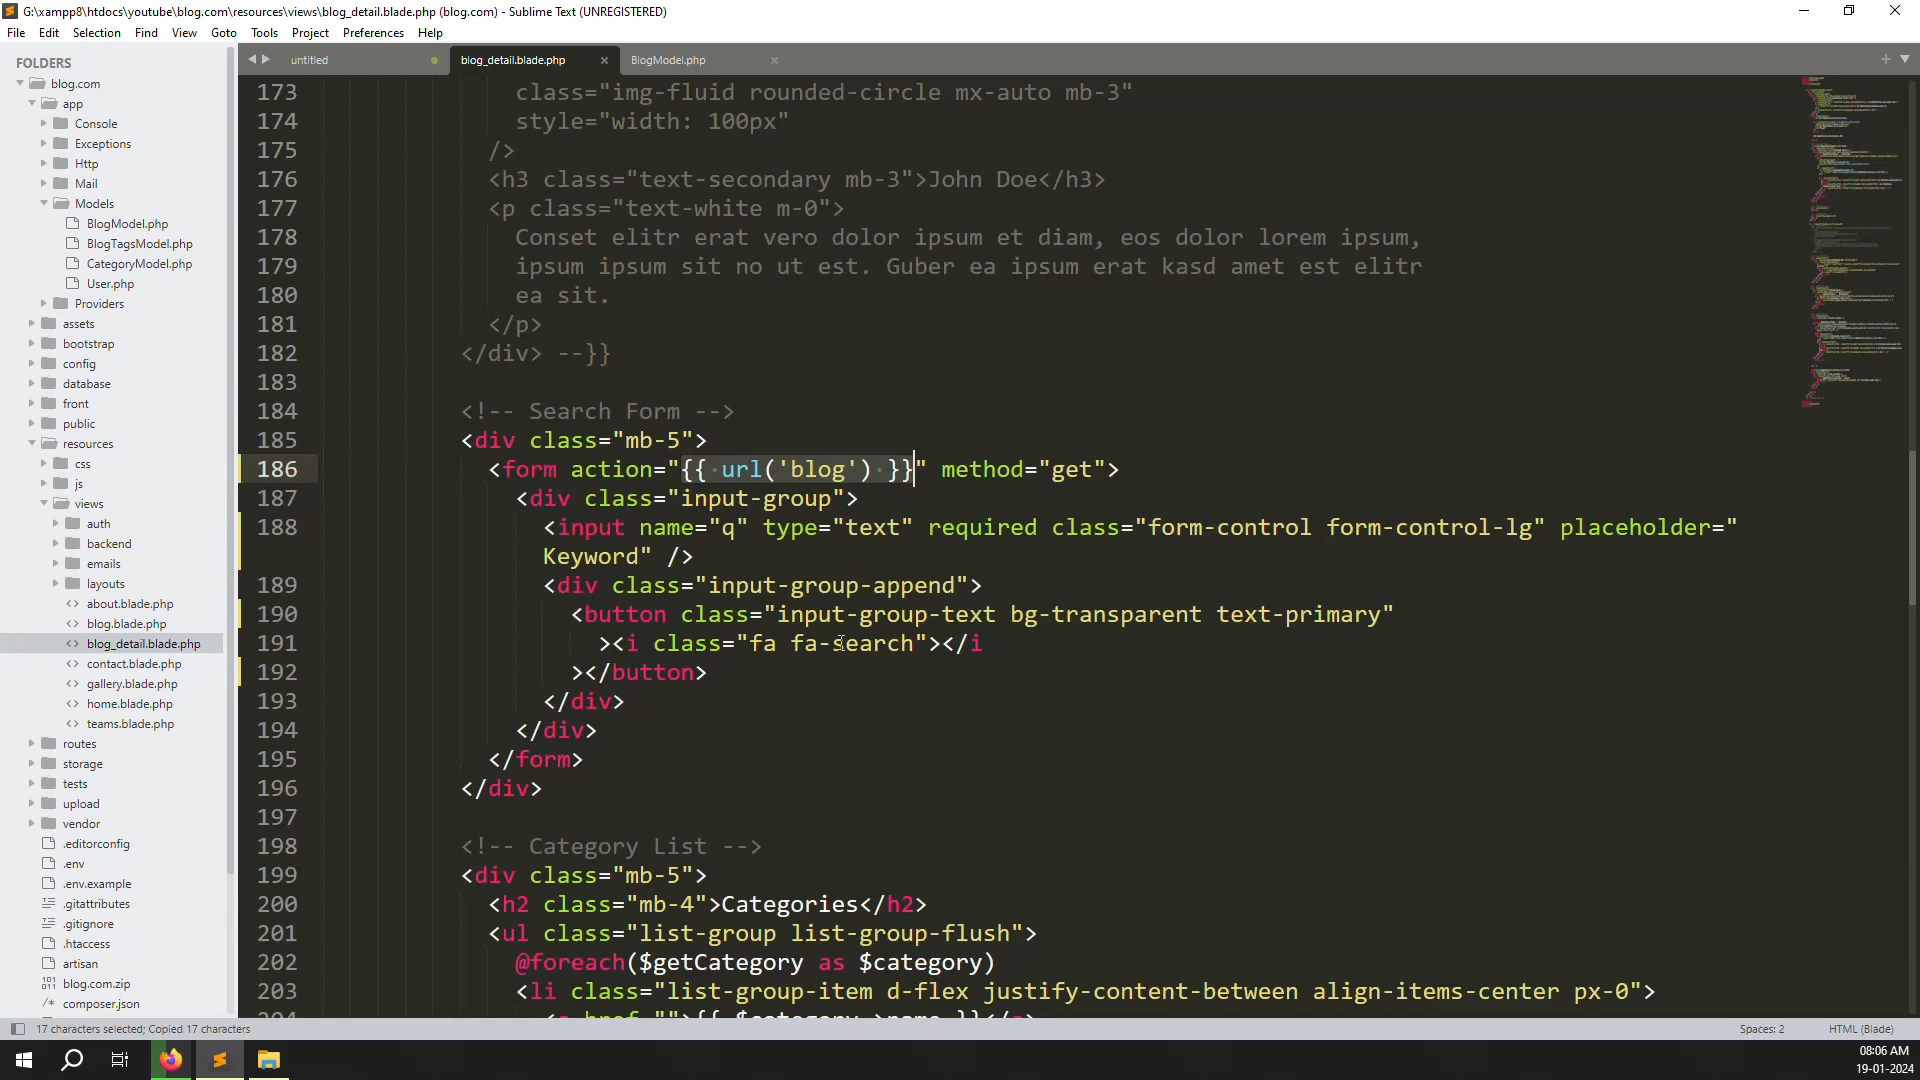 G:\xampp8\htdocs\youtube\blog.com\resources\views\blog_detail.blade.php (blog.com) - Sublime Text (UNREGISTERED)
File Edit Selection Find View Goto Tools Project Preferences Help
FOLDERS
blog.com
app
Console
Exceptions
Http
Mail
Models
BlogModel.php
BlogTagsModel.php
CategoryModel.php
User.php
Providers
assets
bootstrap
config
database
front
public
resources
css
js
views
auth
backend
emails
layouts
about.blade.php
blog.blade.php
blog_detail.blade.php
contact.blade.php
gallery.blade.php
home.blade.php
teams.blade.php
routes
storage
tests
upload
vendor
.editorconfig
.env
.env.example
.gitattributes
.gitignore
.htaccess
artisan
blog.com.zip
composer.json
untitled blog_detail.blade.php BlogModel.php
173 class="img-fluid rounded-circle mx-auto mb-3"
174 style="width: 100px"
175 />
176 <h3 class="text-secondary mb-3">John Doe</h3>
177 <p class="text-white m-0">
178 Conset elitr erat vero dolor ipsum et diam, eos dolor lorem ipsum,
179 ipsum ipsum sit no ut est. Guber ea ipsum erat kasd amet est elitr
180 ea sit.
181 </p>
182 </div> --}}
183
184 <!-- Search Form -->
185 <div class="mb-5">
186 <form action="{{ url('blog') }}" method="get">
187 <div class="input-group">
188 <input name="q" type="text" required class="form-control form-control-lg" placeholder="
Keyword" />
189 <div class="input-group-append">
190 <button class="input-group-text bg-transparent text-primary"
191 ><i class="fa fa-search"></i
192 ></button>
193 </div>
194 </div>
195 </form>
196 </div>
197
198 <!-- Category List -->
199 <div class="mb-5">
200 <h2 class="mb-4">Categories</h2>
201 <ul class="list-group list-group-flush">
202 @foreach($getCategory as $category)
203 <li class="list-group-item d-flex justify-content-between align-items-center px-0">
17 characters selected; Copied 17 characters
Spaces: 2 HTML (Blade)
08:06 AM
19-01-2024